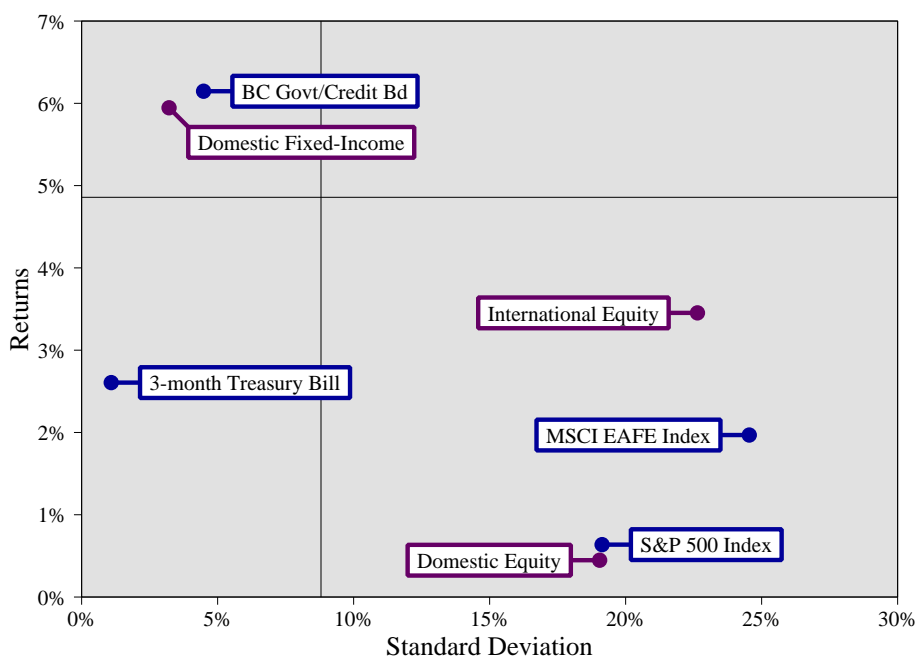 7%
6%
5%
4%
3%
2%
1%
0%
Returns
BC Govt/Credit Bd
Domestic Fixed-Income
International Equity
3-month Treasury Bill
MSCI EAFE Index
S&P 500 Index
Domestic Equity
0% 5% 10% 15% 20% 25% 30%
Standard Deviation